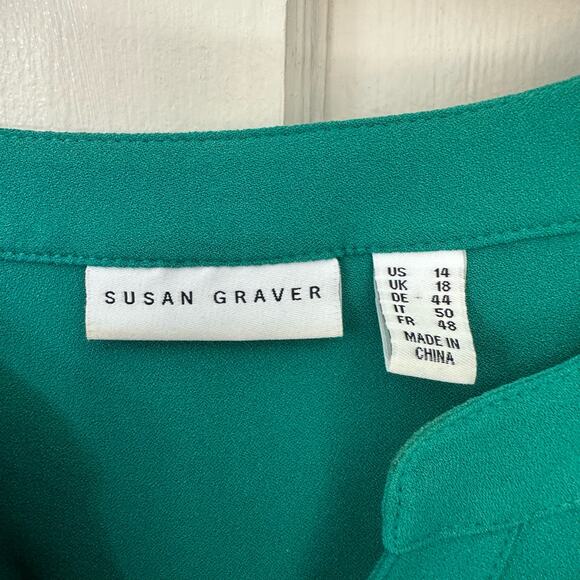 SUSAN GRAVER
US 14
UK 18
DE 44
IT 50
FR 48
MADE IN
CHINA